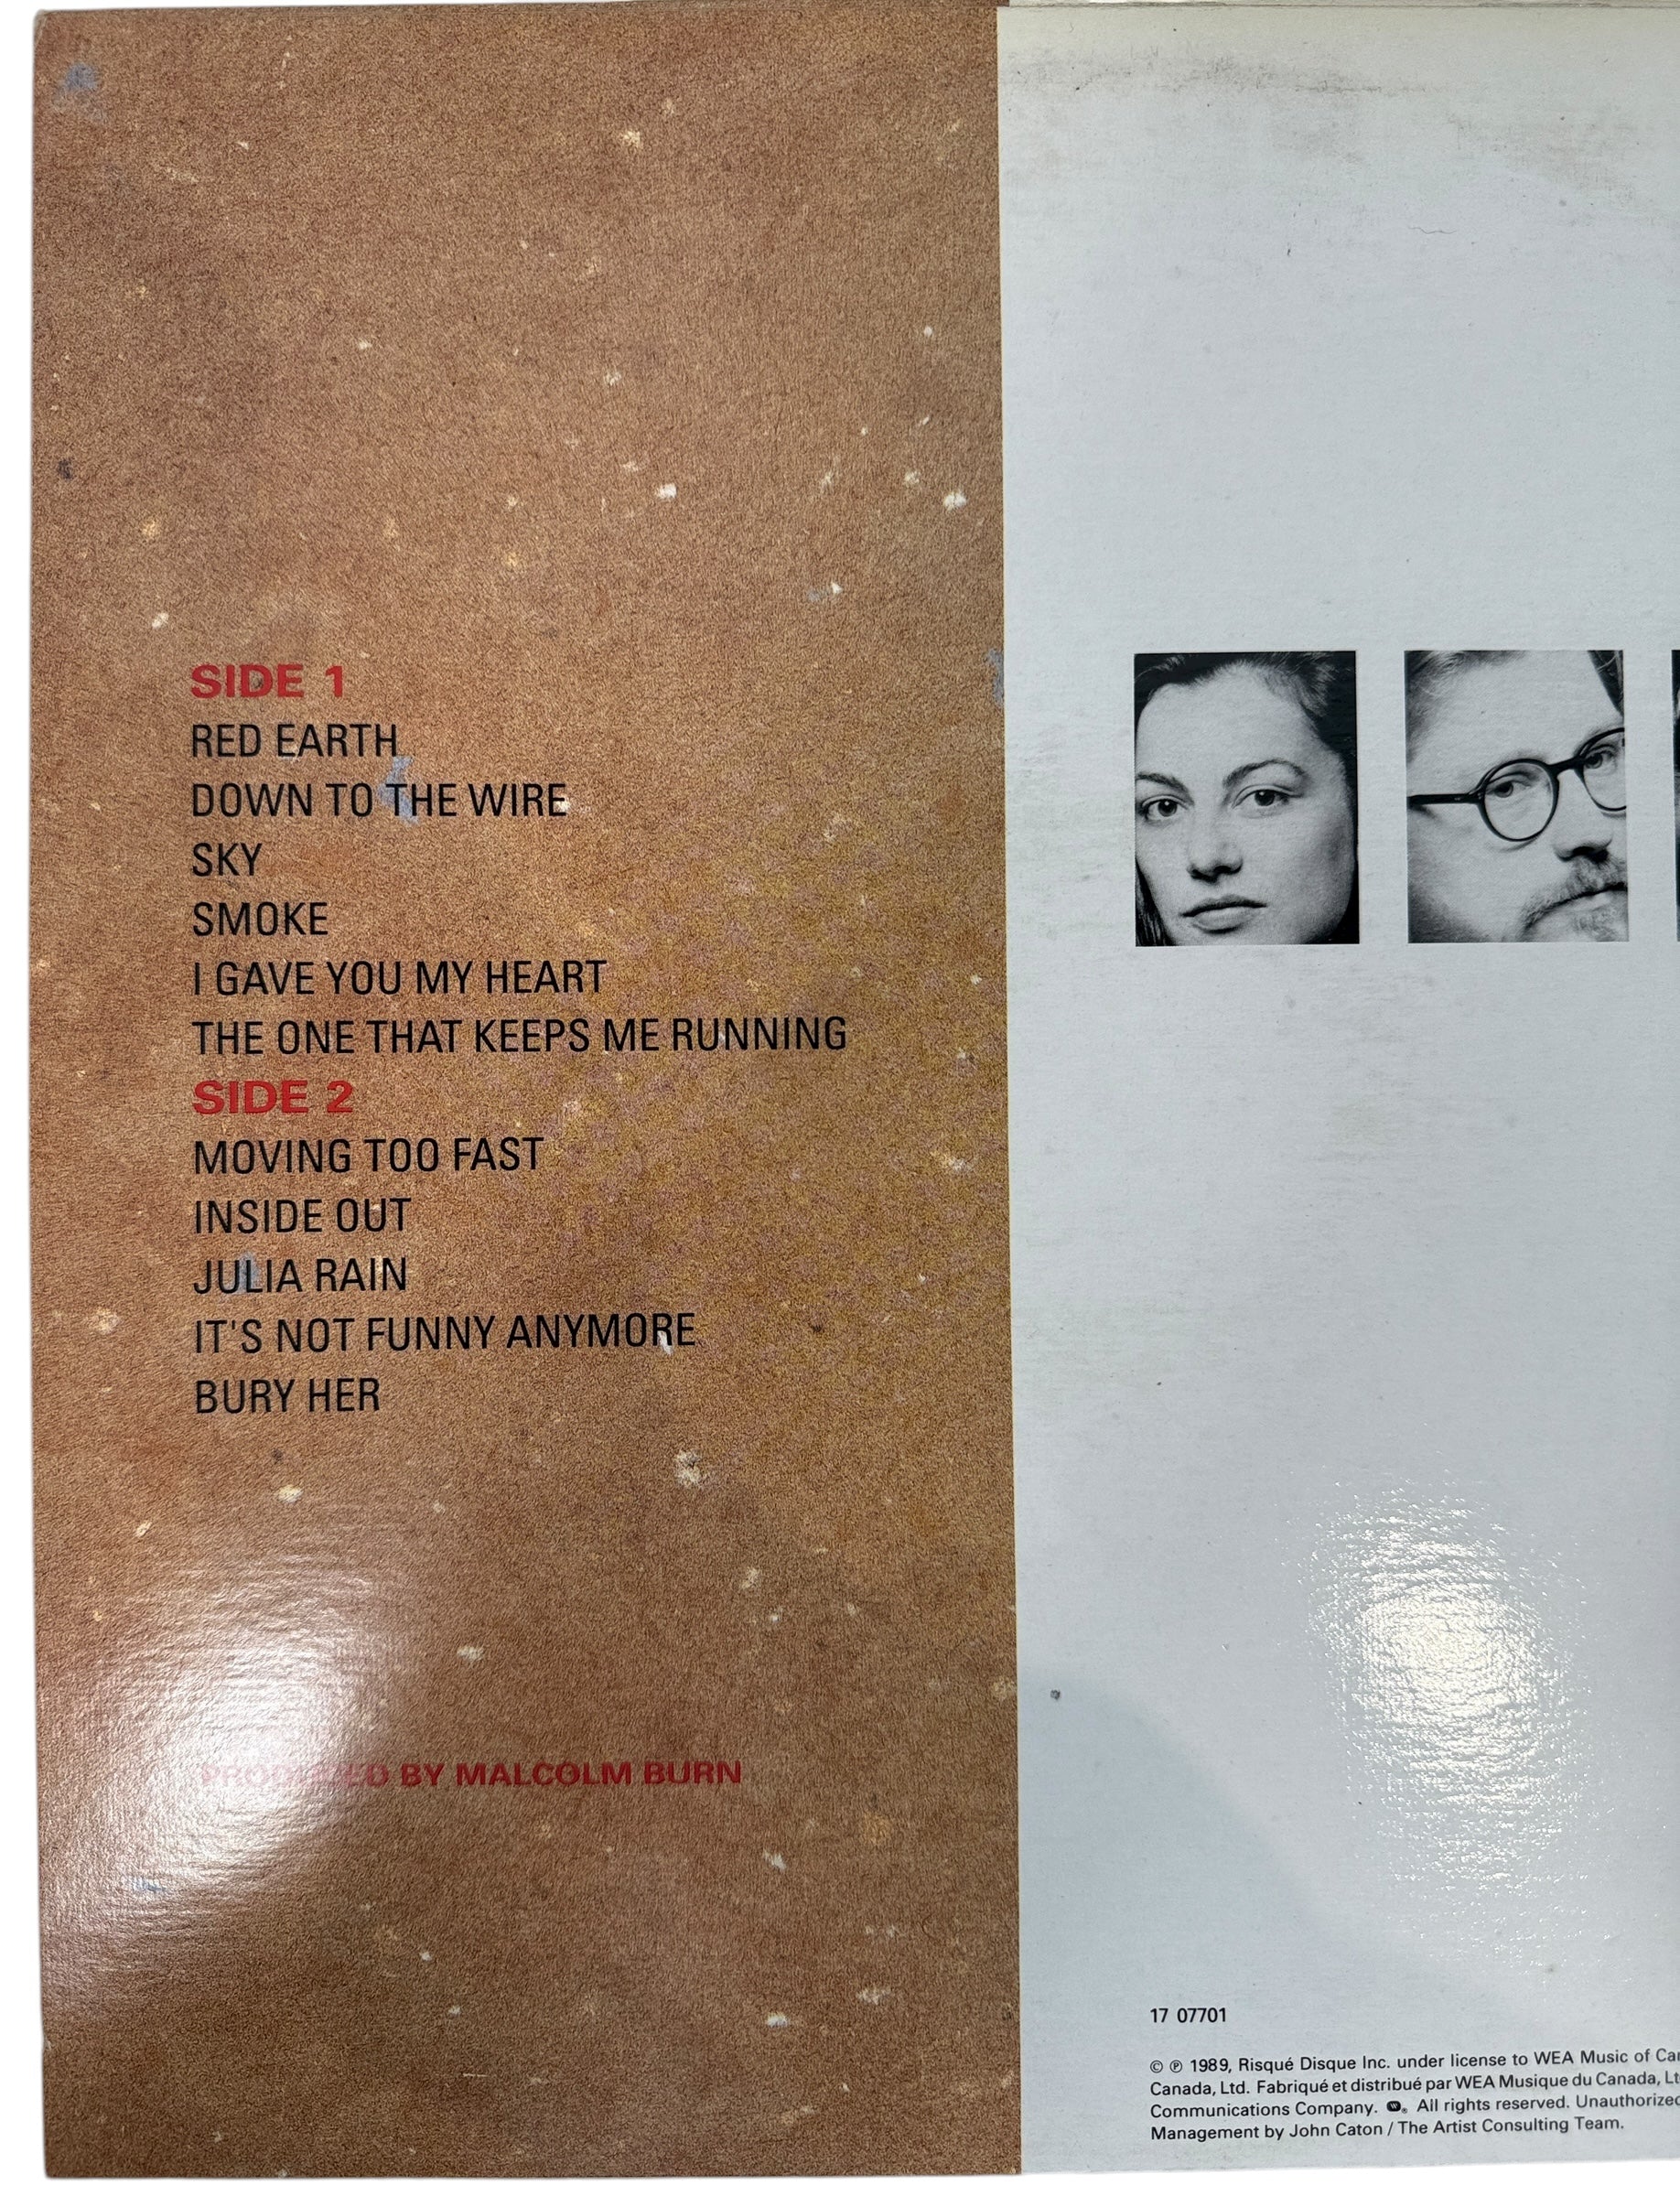 SIDE 1
RED EARTH
DOWN TO THE WIRE
SKY
SMOKE
I GAVE YOU MY HEART
THE ONE THAT KEEPS ME RUNNING
SIDE 2
MOVING TOO FAST
INSIDE OUT
JULIA RAIN
IT'S NOT FUNNY ANYMORE
BURY HER
PRODUCED BY MALCOLM BURN
17 07701
© ℗ 1989, Risqué Disque Inc. under license to WEA Music of
Canada, Ltd. Fabriqué et distribué par WEA Musique du Canada,
Communications Company. All rights reserved. Unauthorized
Management by John Caton / The Artist Consulting Team.